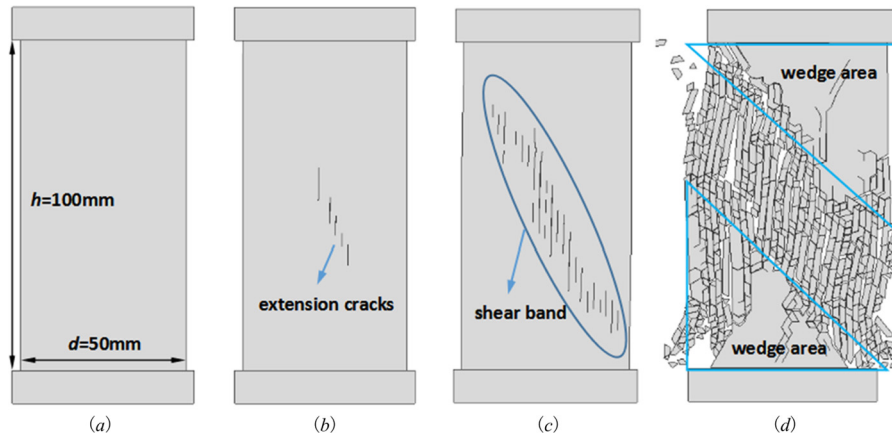 h=100mm
d=50mm
extension cracks
shear band
wedge area
wedge area
(a) (b) (c) (d)